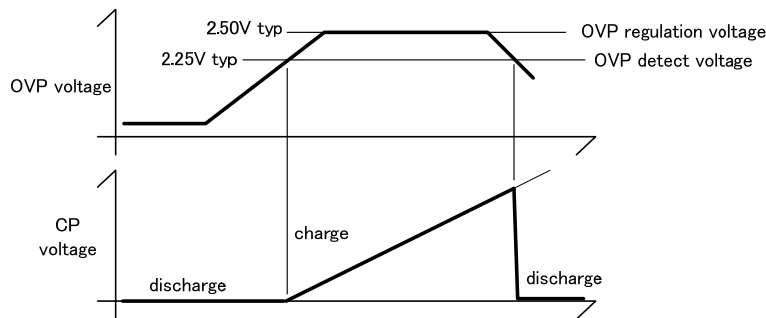 2.50V typ
OVP regulation voltage
2.25V typ
OVP detect voltage
OVP voltage
CP
voltage
charge
discharge
discharge